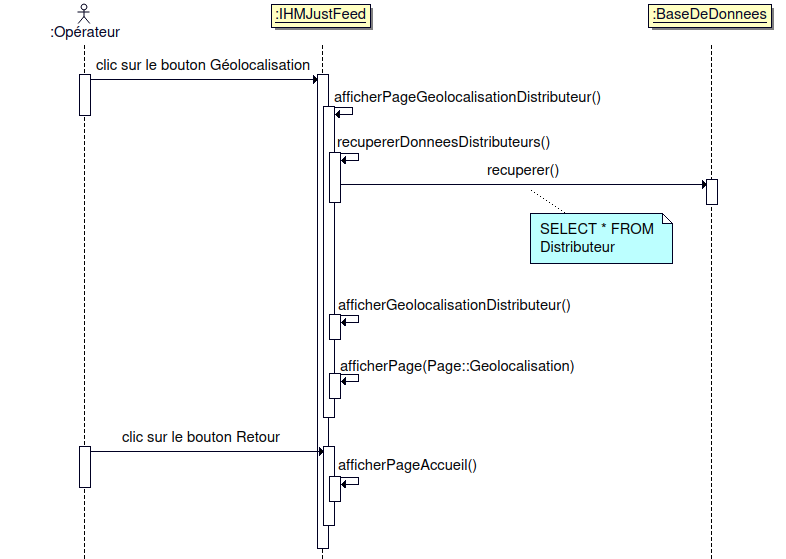 :Opérateur
:IHMJustFeed
:BaseDeDonnees
clic sur le bouton Géolocalisation
afficherPageGeolocalisationDistributeur()
recupererDonneesDistributeurs()
recuperer()
SELECT * FROM
Distributeur
afficherGeolocalisationDistributeur()
afficherPage(Page::Geolocalisation)
clic sur le bouton Retour
afficherPageAccueil()